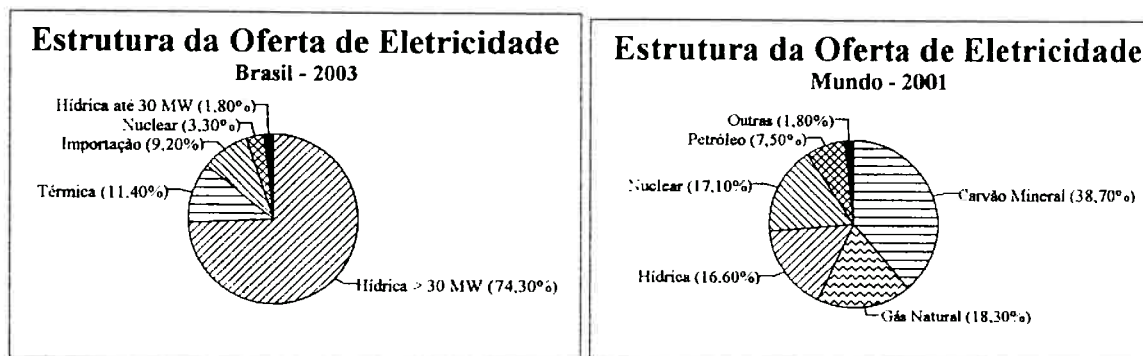 Estrutura da Oferta de Eletricidade
Brasil - 2003
Hídrica até 30 MW (1,80%)
Nuclear (3,30%)
Importação (9,20%)
Térmica (11.40%)
Hídrica > 30 MW (74,30%)
Estrutura da Oferta de Eletricidade
Mundo - 2001
Outras (1,80%)
Petróleo (7,50%)
Nuclear (17,10%)
Carvão Mineral (38,70%)
Hídrica (16.60%)
Gás Natural (18,30%)